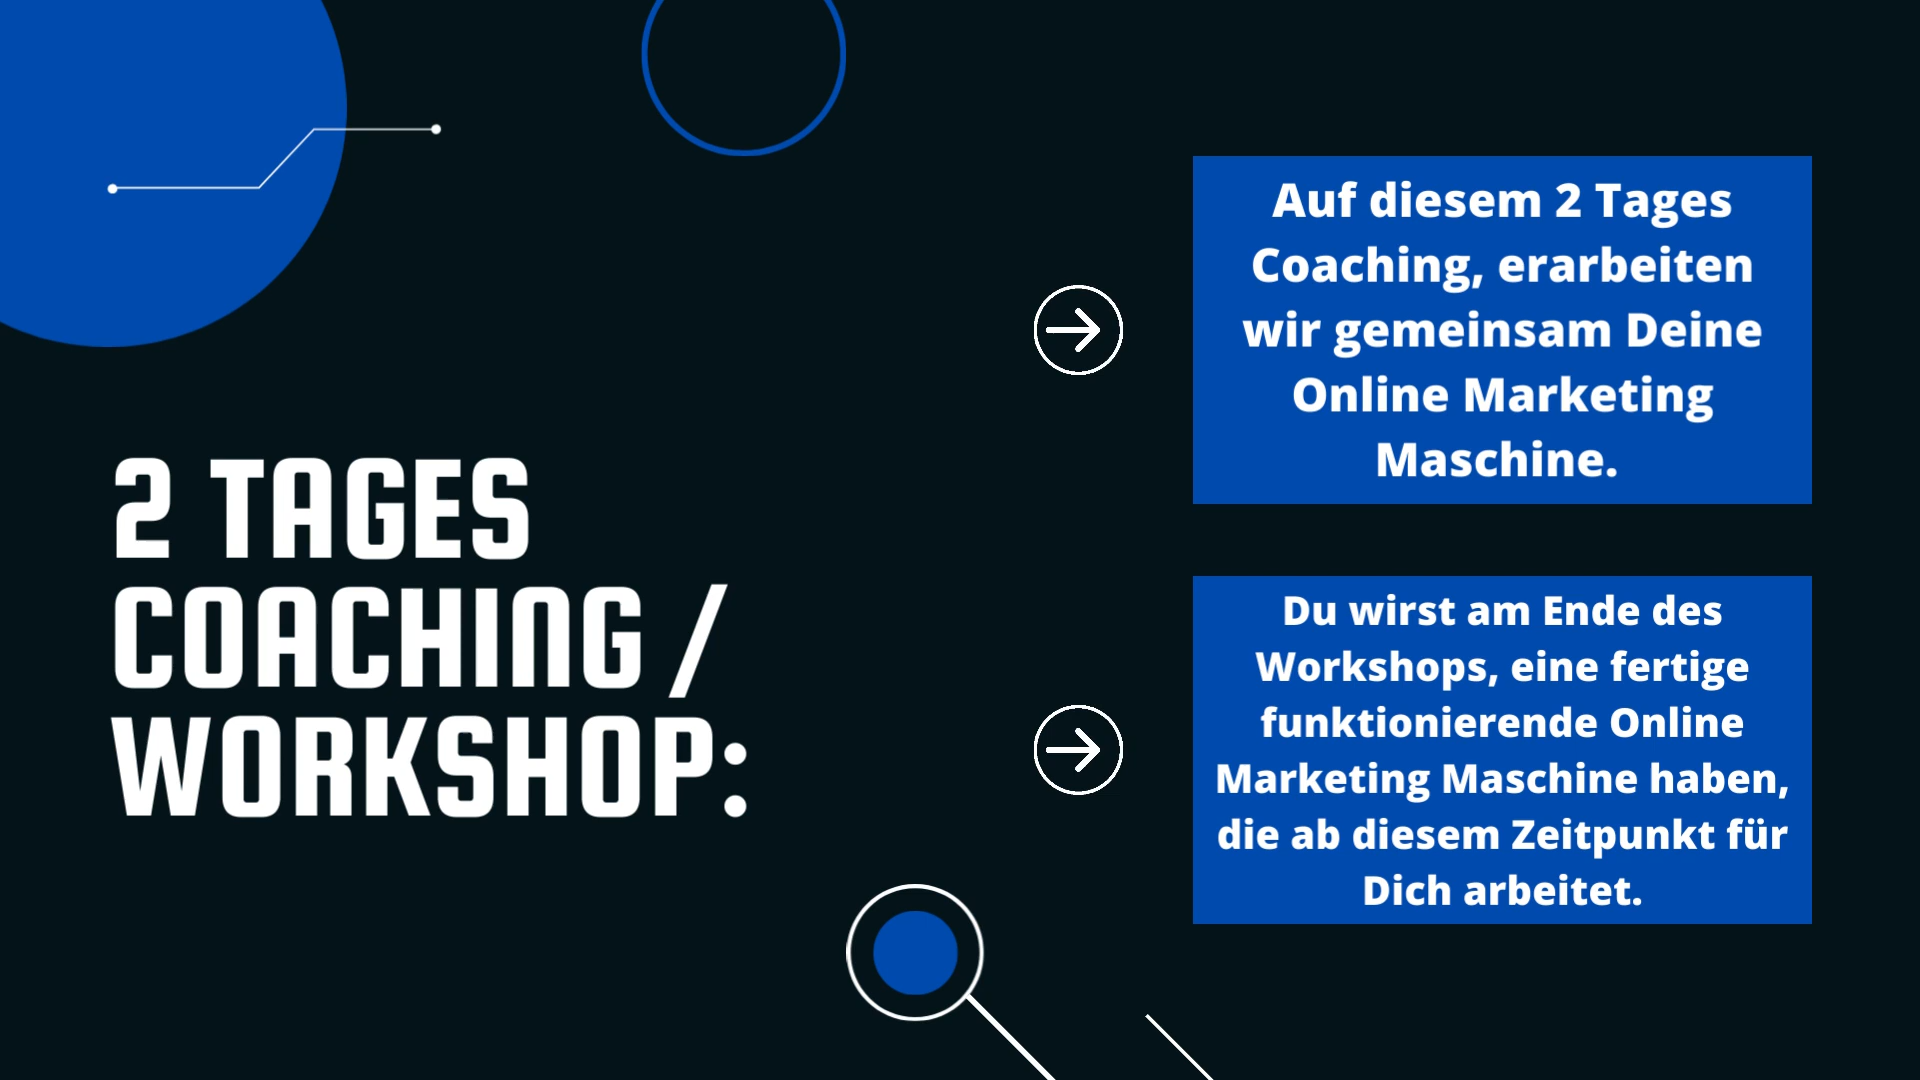 2 TAGES
COACHING /
WORKSHOP:
Auf diesem 2 Tages
Coaching, erarbeiten
wir gemeinsam Deine
Online Marketing
Maschine.
Du wirst am Ende des
Workshops, eine fertige
funktionierende Online
Marketing Maschine haben,
die ab diesem Zeitpunkt für
Dich arbeitet.